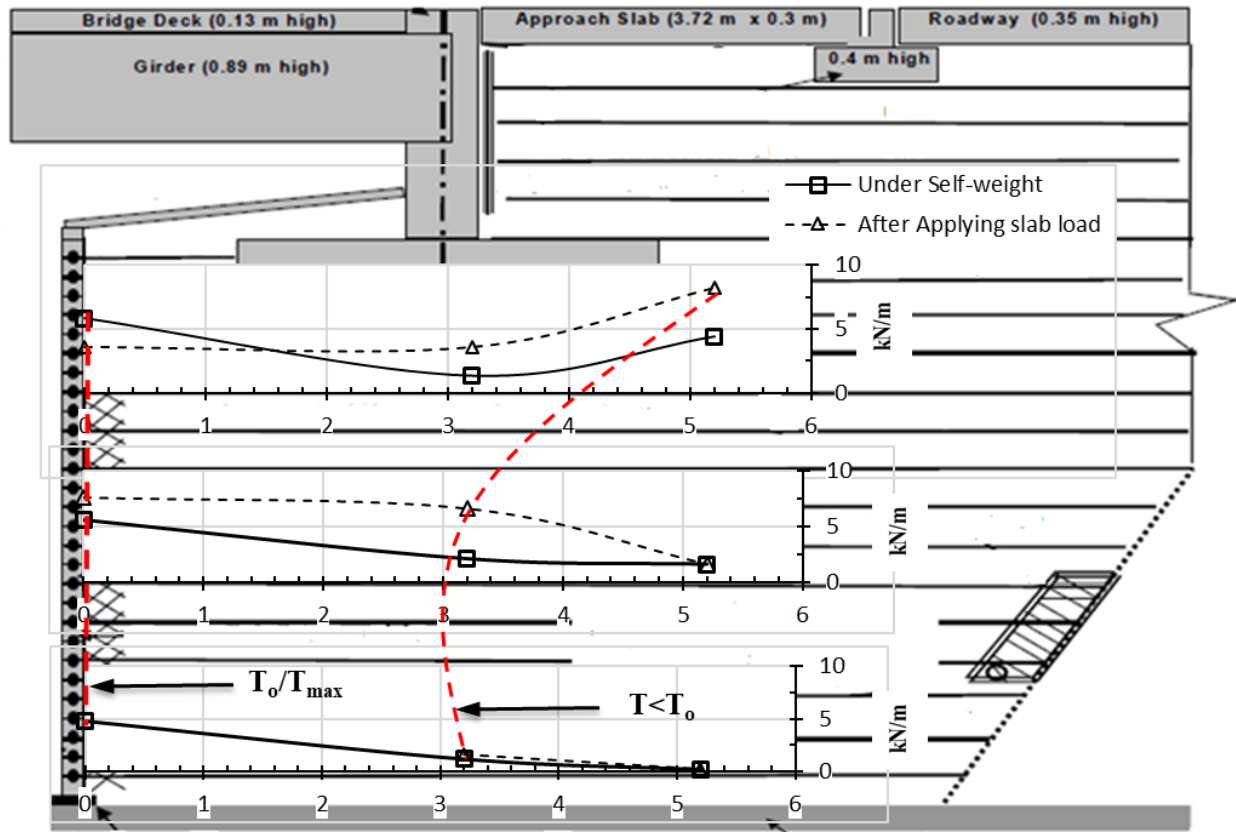 Bridge Deck (0.13 m high)
Approach Slab (3.72 m x 0.3 m)
Roadway (0.35 m high)
Girder (0.89 m high)
0.4 m high
Under Self-weight
After Applying slab load
10
5
0
kN/m
0 1 2 3 4 5 6
10
5
0
kN/m
0 1 2 3 4 5 6
To/Tmax
T<To
10
5
0
kN/m
0 1 2 3 4 5 6